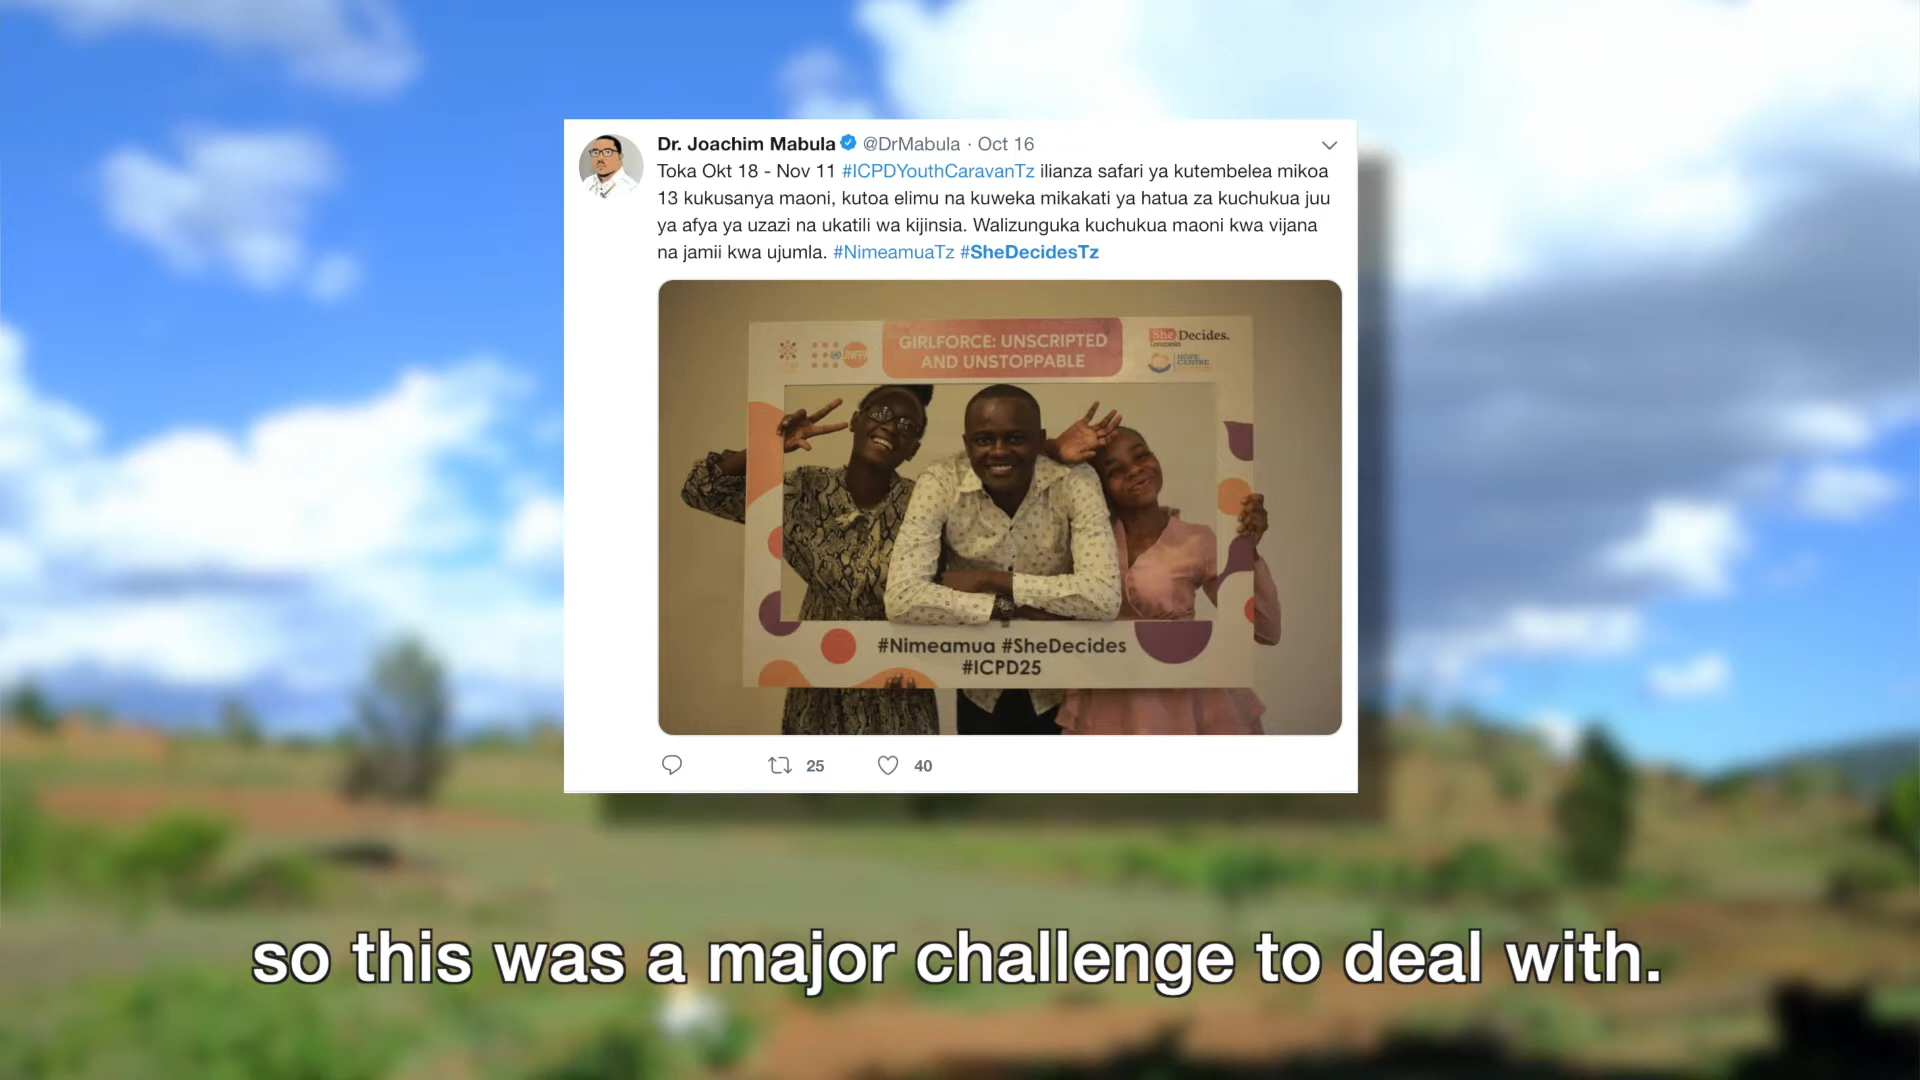 Dr. Joachim Mabula @DrMabula · Oct 16
Toka Okt 18 - Nov 11 #ICPDYouthCaravanTz ilianza safari ya kutembelea mikoa
13 kukusanya maoni, kutoa elimu na kuweka mikakati ya hatua za kuchukua juu
ya afya ya uzazi na ukatili wa kijinsia. Walizunguka kuchukua maoni kwa vijana
na jamii kwa ujumla. #NimeamuaTz #SheDecidesTz
UNFPA
GIRLFORCE: UNSCRIPTED
AND UNSTOPPABLE
She Decides.
HOPE
CENTRE
#Nimeamua #SheDecides
#ICPD25
25 40
so this was a major challenge to deal with.